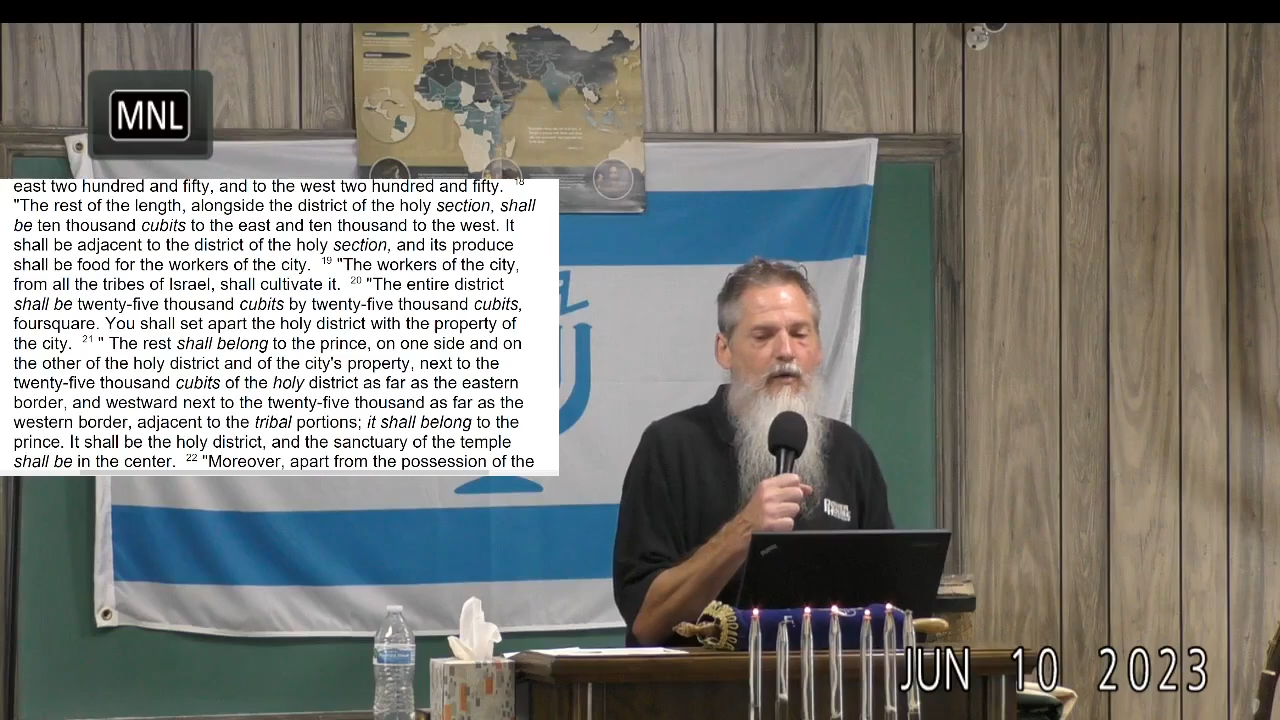 MNL
east two hundred and fifty, and to the west two hundred and fifty. 18
"The rest of the length, alongside the district of the holy section, shall
be ten thousand cubits to the east and ten thousand to the west. It
shall be adjacent to the district of the holy section, and its produce
shall be food for the workers of the city. 19 "The workers of the city,
from all the tribes of Israel, shall cultivate it. 20 "The entire district
shall be twenty-five thousand cubits by twenty-five thousand cubits,
foursquare. You shall set apart the holy district with the property of
the city. 21 " The rest shall belong to the prince, on one side and on
the other of the holy district and of the city's property, next to the
twenty-five thousand cubits of the holy district as far as the eastern
border, and westward next to the twenty-five thousand as far as the
western border, adjacent to the tribal portions; it shall belong to the
prince. It shall be the holy district, and the sanctuary of the temple
shall be in the center. 22 "Moreover, apart from the possession of the
JUN 10 2023